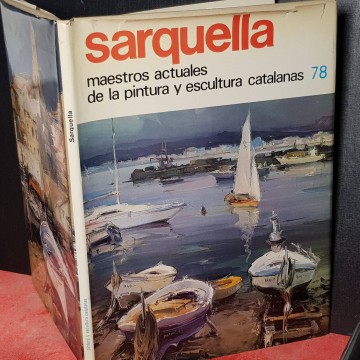 sarquella
maestros actuales
de la pintura y escultura catalanas 78
Sarquella